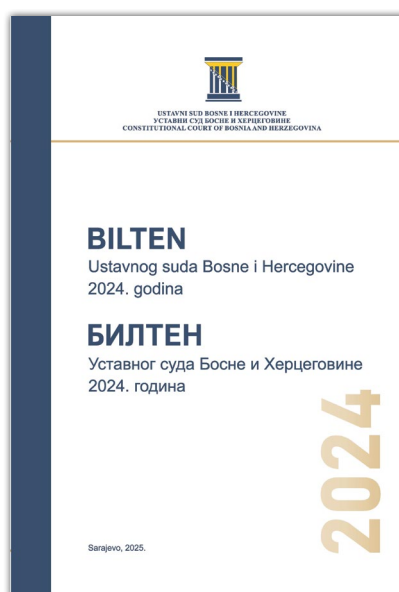 USTAVNI SUD BOSNE I HERCEGOVINE
УСТАВНИ СУД БОСНЕ И ХЕРЦЕГОВИНЕ
CONSTITUTIONAL COURT OF BOSNIA AND HERZEGOVINA
BILTEN
Ustavnog suda Bosne i Hercegovine
2024. godina
БИЛТЕН
Уставног суда Босне и Херцеговине
2024. година
2024
Sarajevo, 2025.